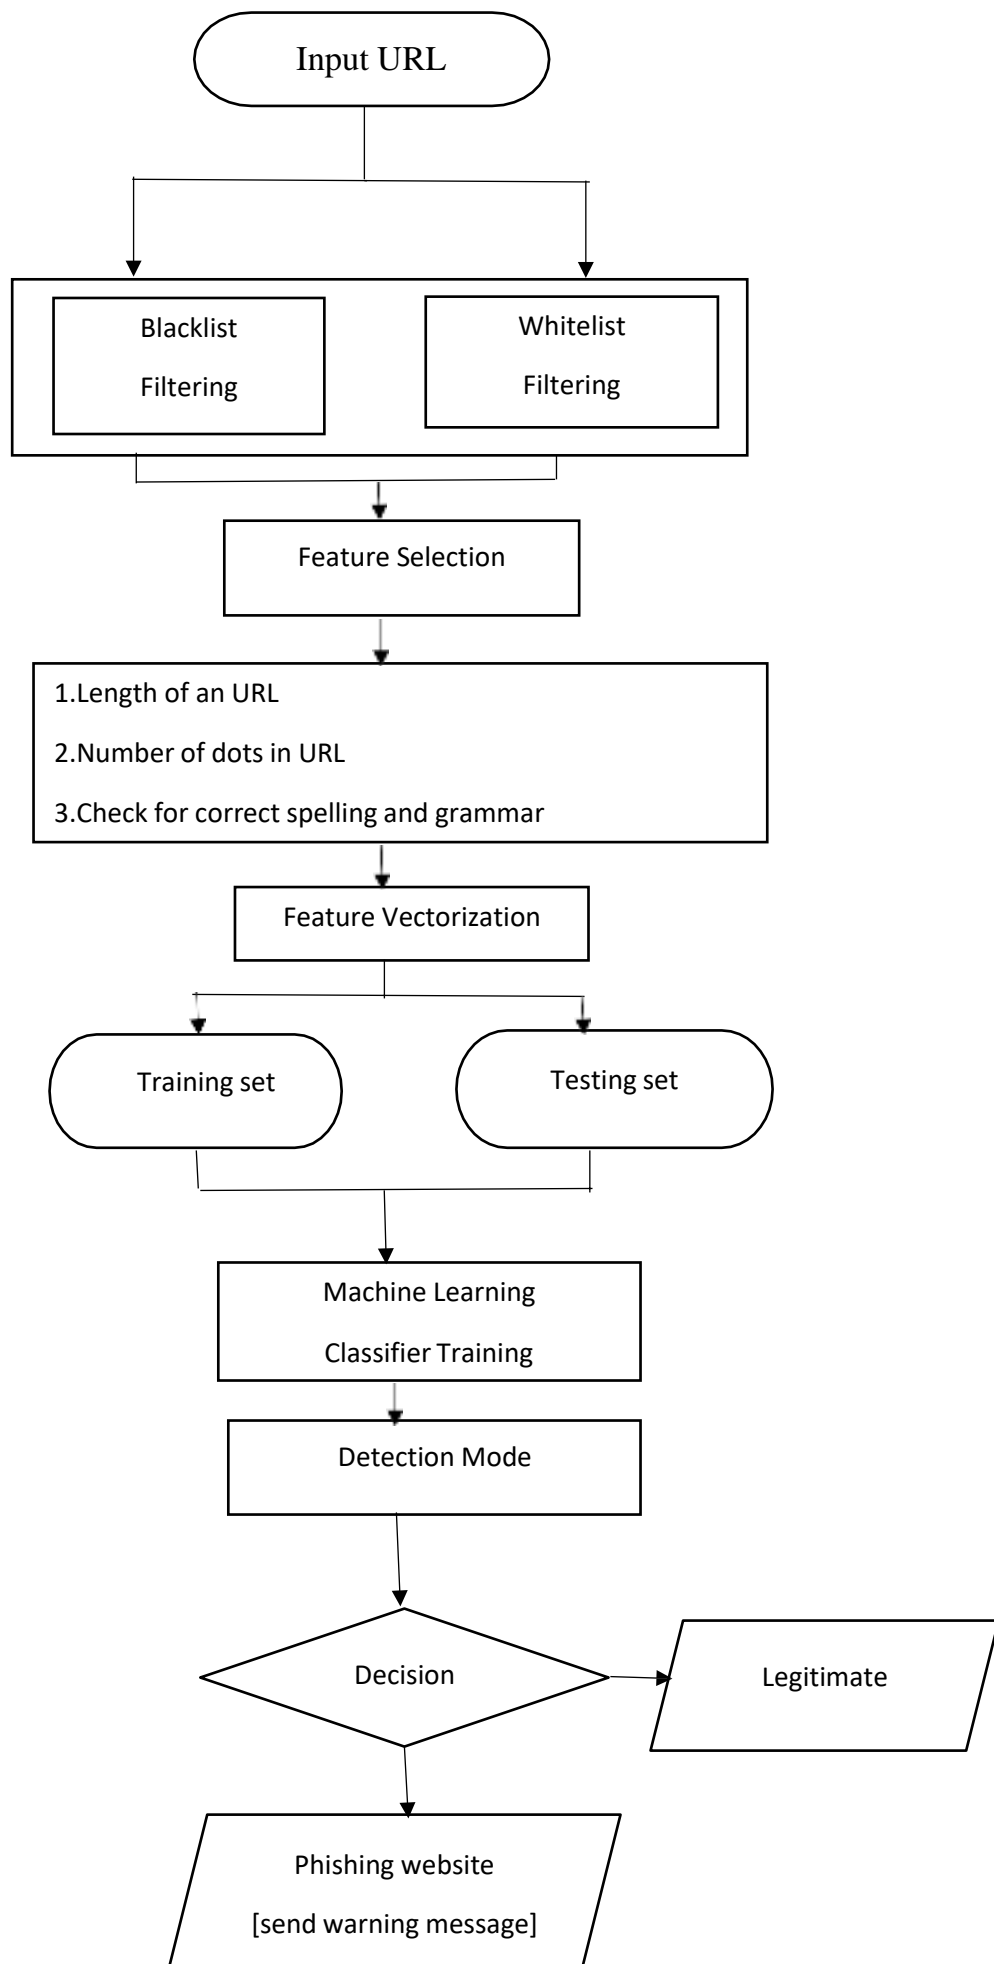 Input URL
Blacklist
Filtering
Whitelist
Filtering
Feature Selection
1.Length of an URL
2.Number of dots in URL
3.Check for correct spelling and grammar
Feature Vectorization
Training set
Testing set
Machine Learning
Classifier Training
Detection Mode
Decision
Legitimate
Phishing website
[send warning message]